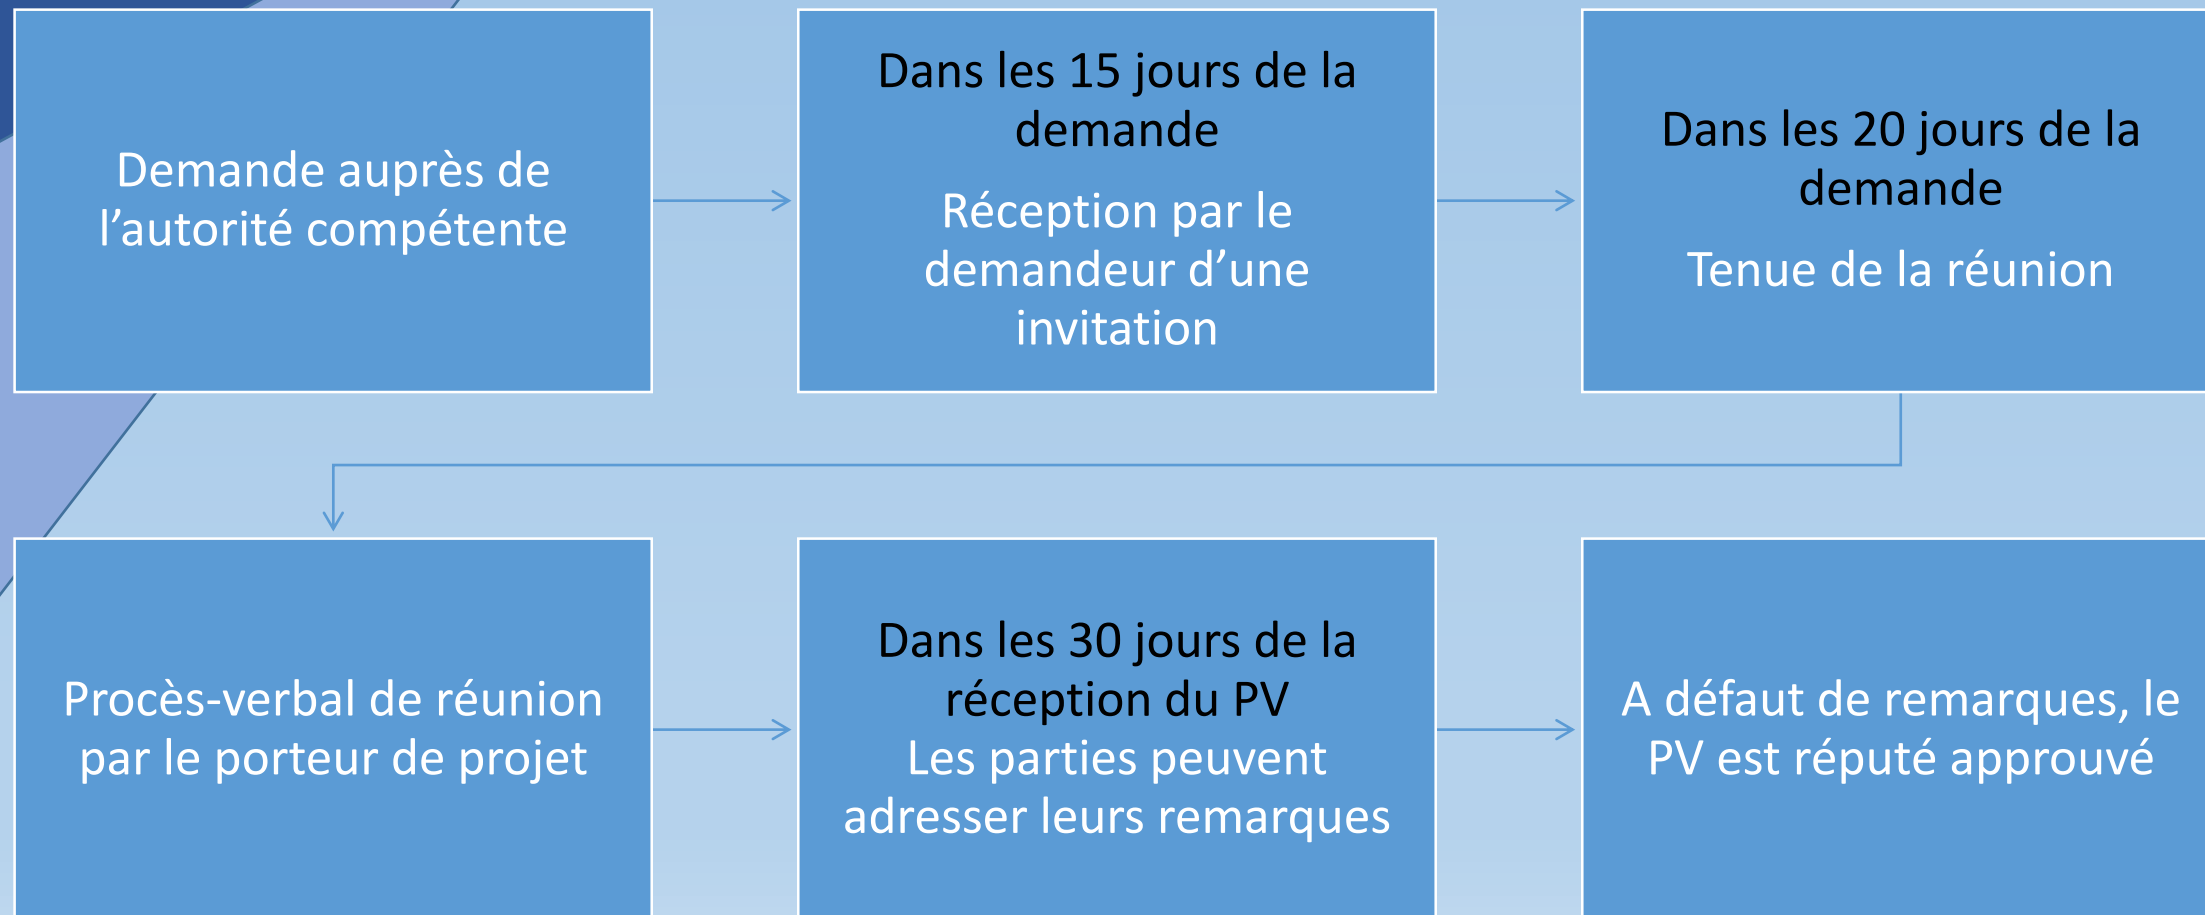 Demande auprès de
l’autorité compétente
Dans les 15 jours de la
demande
Réception par le
demandeur d’une
invitation
Dans les 20 jours de la
demande
Tenue de la réunion
Procès-verbal de réunion
par le porteur de projet
Dans les 30 jours de la
réception du PV
Les parties peuvent
adresser leurs remarques
A défaut de remarques, le
PV est réputé approuvé